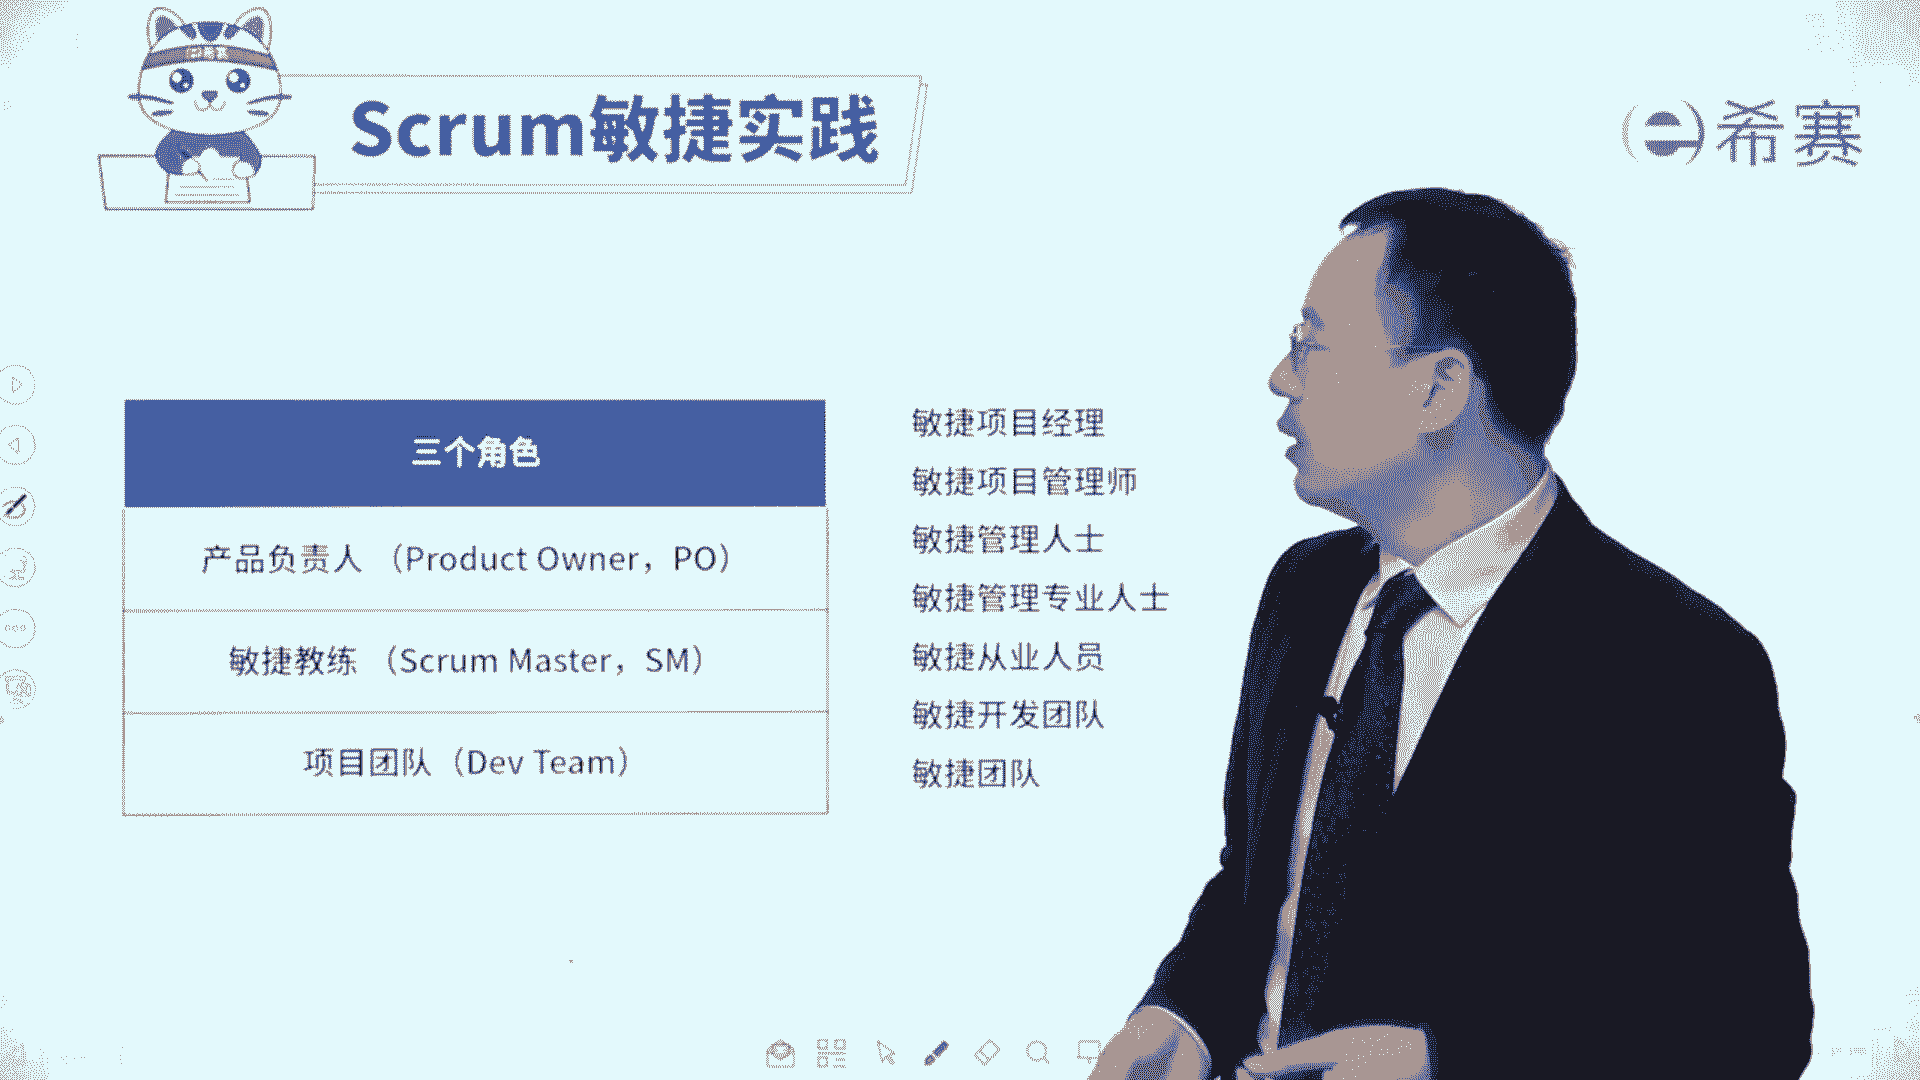 Scrum敏捷实践
希赛
三个角色
产品负责人 （Product Owner，PO）
敏捷教练 （Scrum Master，SM）
项目团队（Dev Team）
敏捷项目经理
敏捷项目管理师
敏捷管理人士
敏捷管理专业人士
敏捷从业人员
敏捷开发团队
敏捷团队